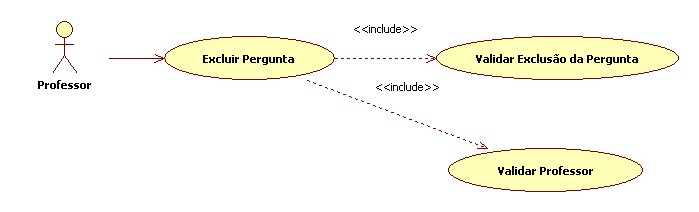 <<include>>
Excluir Pergunta
Validar Exclusão da Pergunta
Professor
<<include>>
Validar Professor